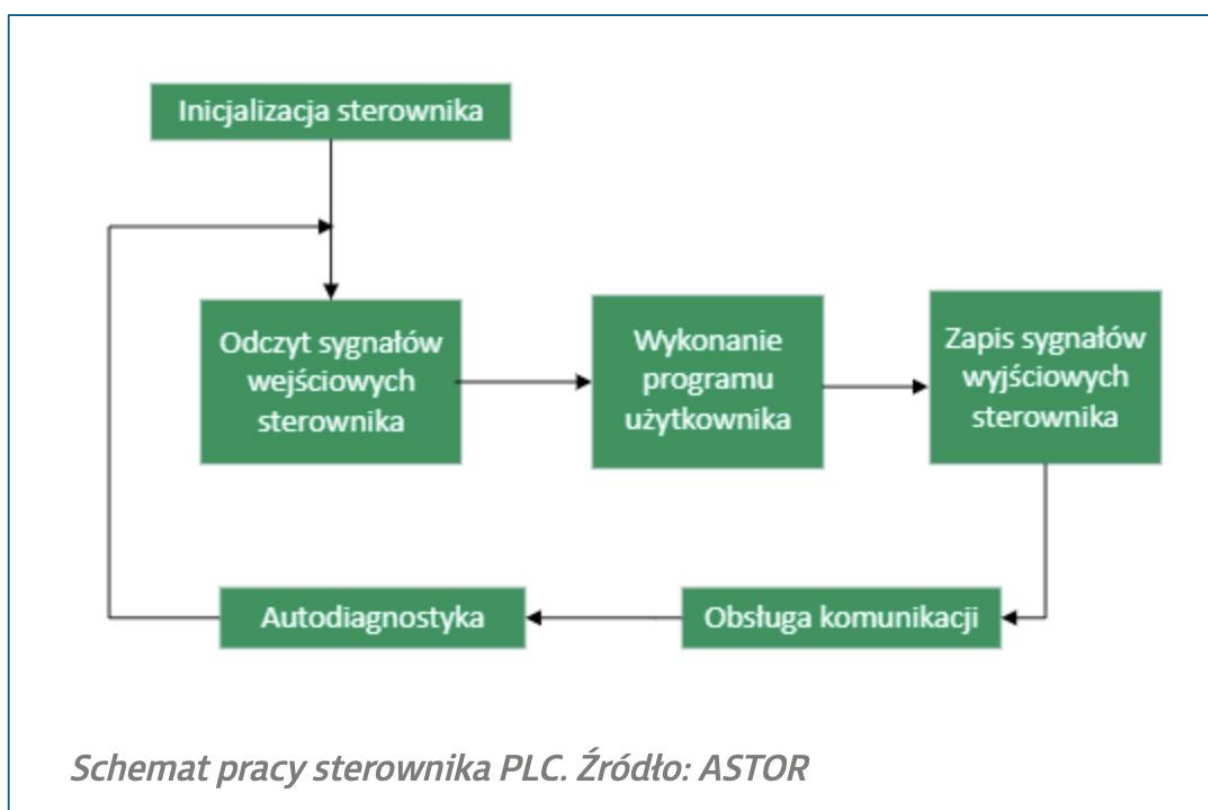 Inicjalizacja sterownika
Odczyt sygnałów
wejściowych
sterownika
Wykonanie
programu
użytkownika
Zapis sygnałów
wyjściowych
sterownika
Autodiagnostyka
Obsługa komunikacji
Schemat pracy sterownika PLC. Źródło: ASTOR